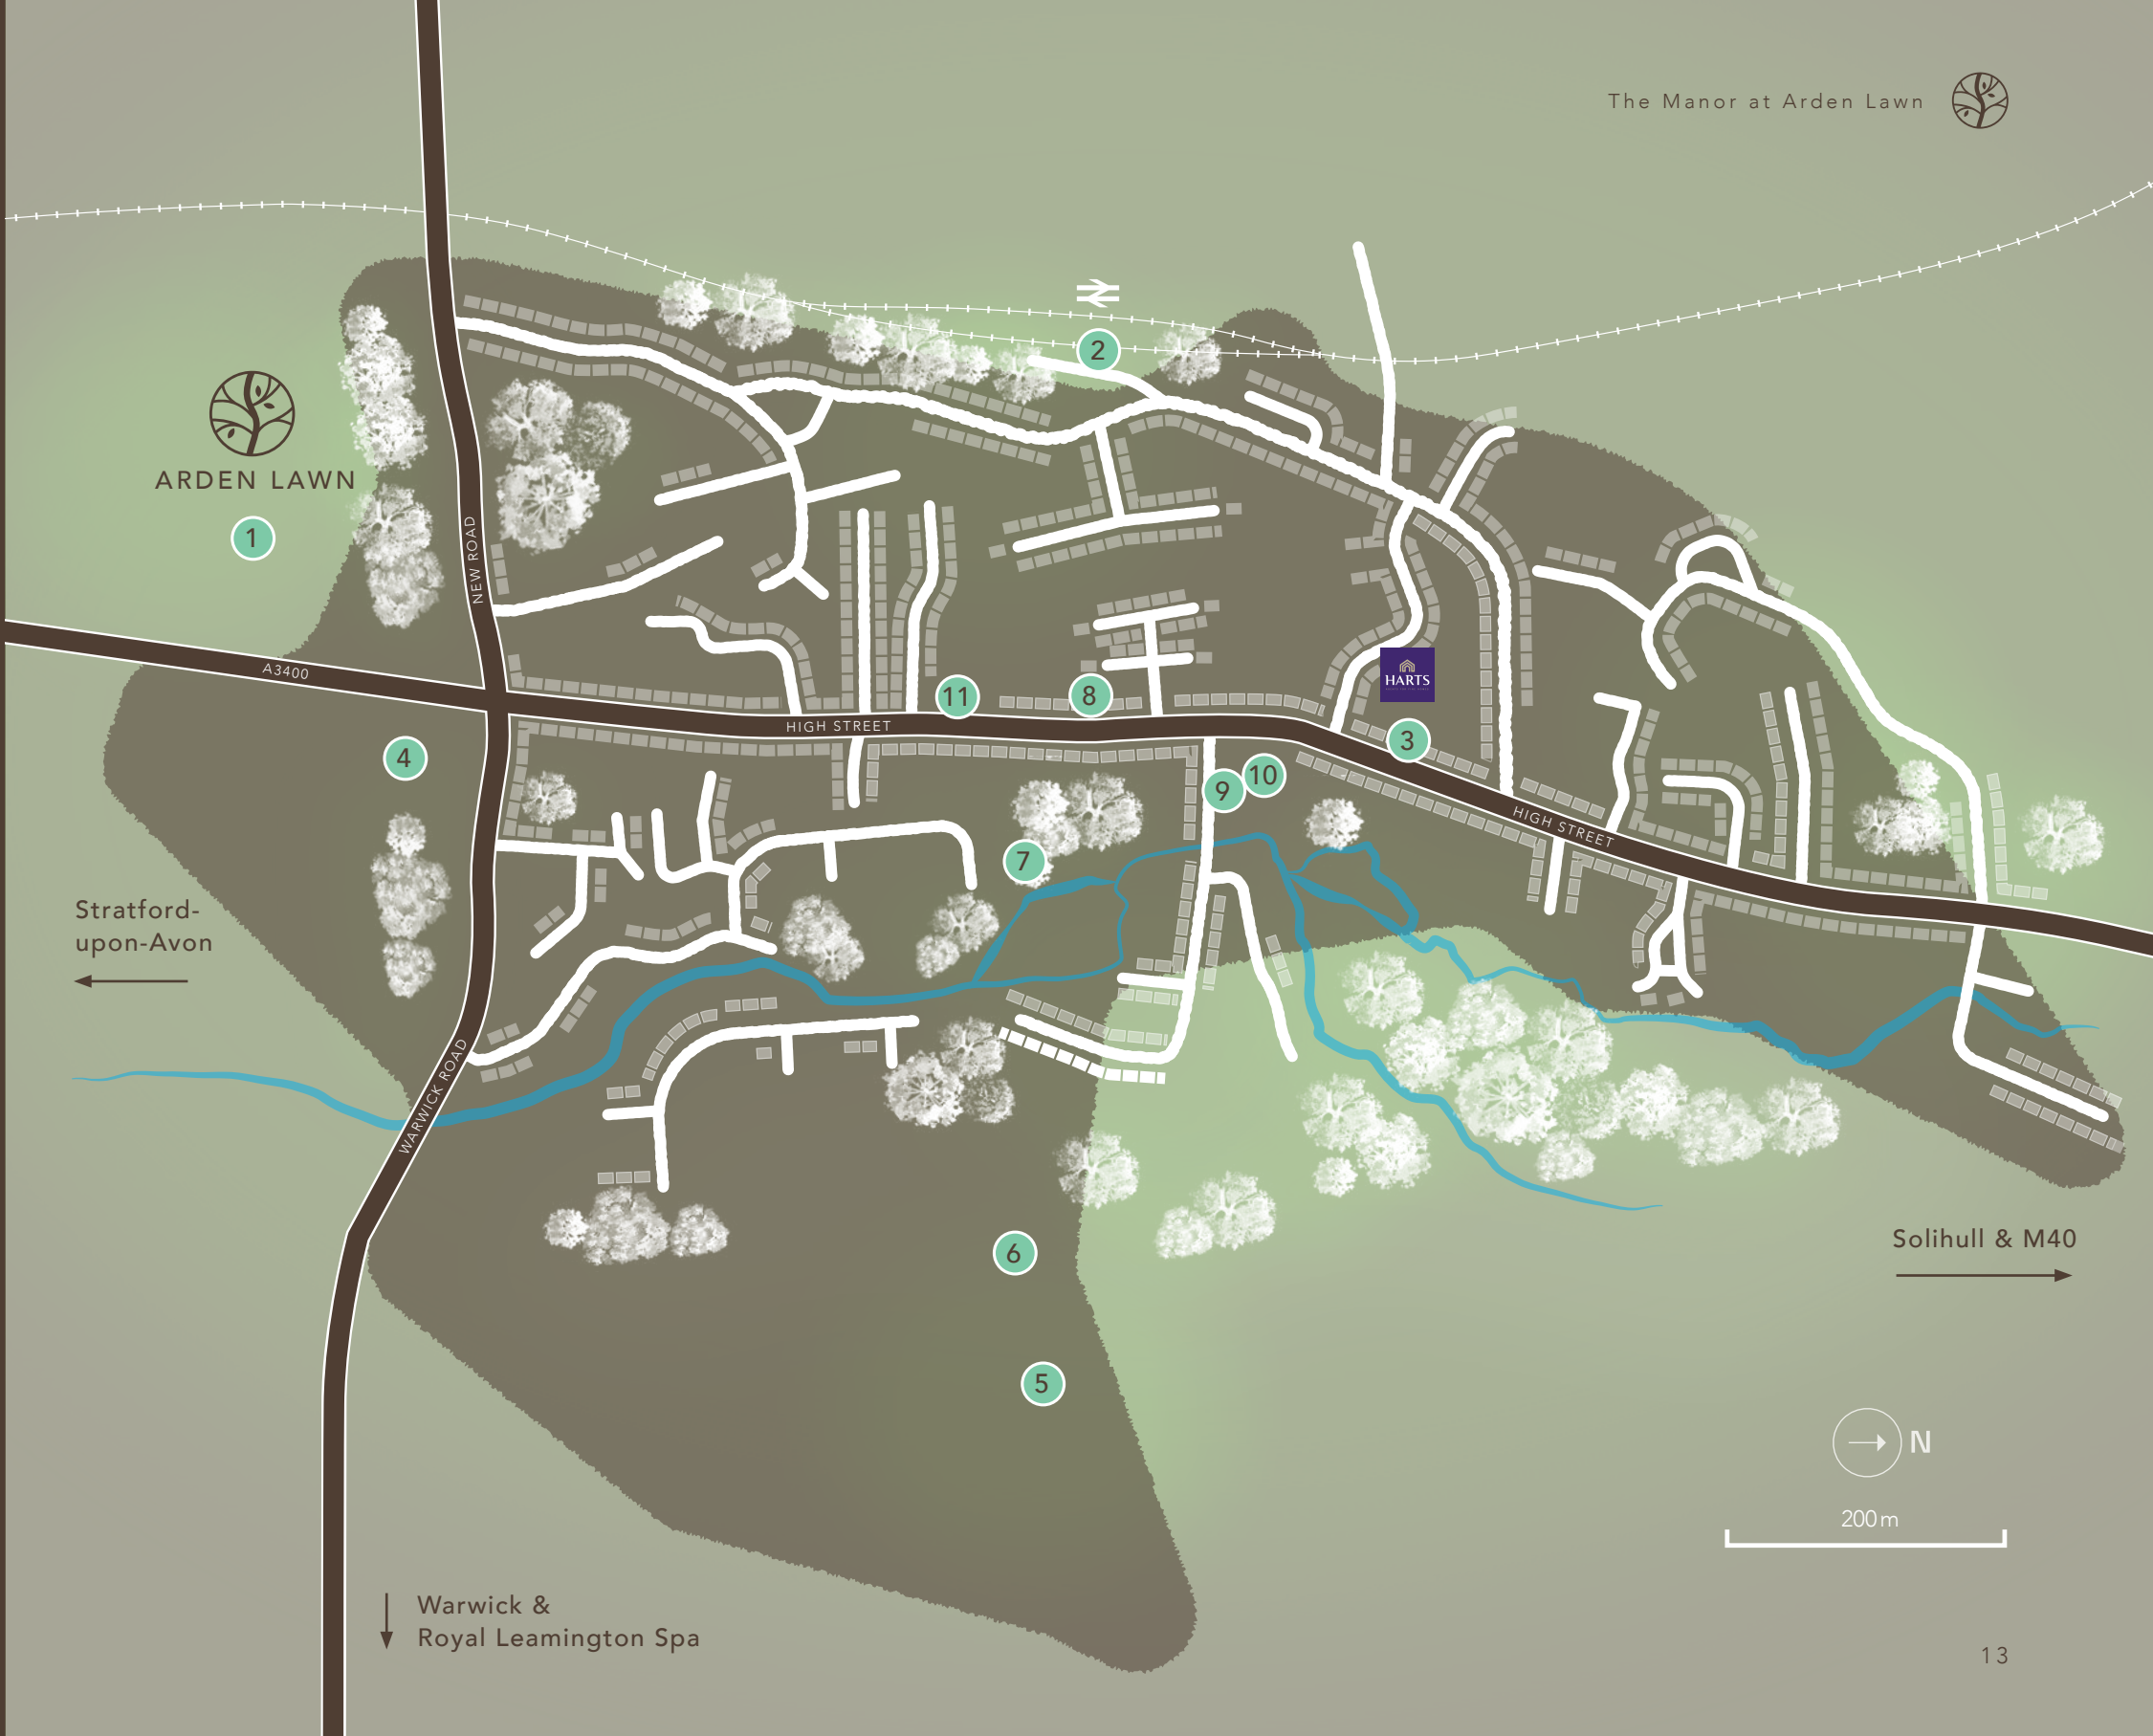 The Manor at Arden Lawn
2
ARDEN LAWN
1
NEW ROAD
A3400
HARTS
11
8
HIGH STREET
3
4
9
10
HIGH STREET
7
Stratford-
upon-Avon
WARWICK ROAD
6
Solihull & M40
5
N
200m
Warwick &
Royal Leamington Spa
13